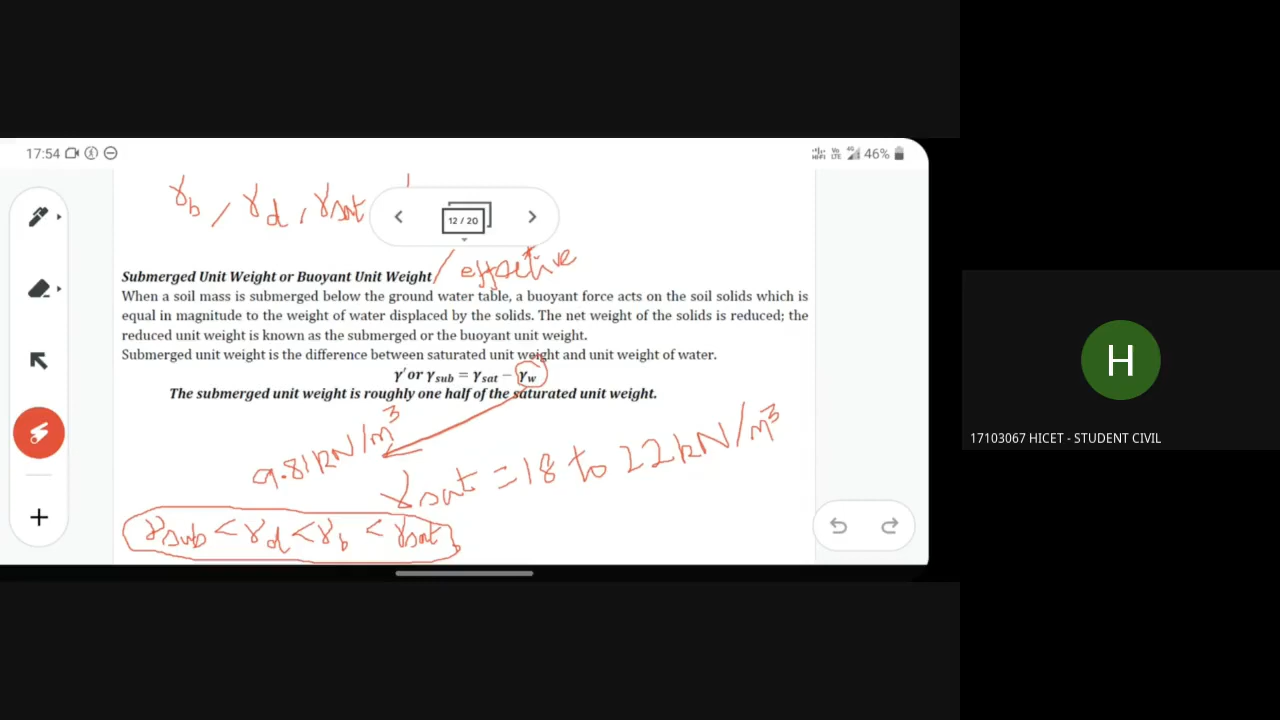 17:54
46%
γb, γd, γsat
12 / 20
Submerged Unit Weight or Buoyant Unit Weight / effective
When a soil mass is submerged below the ground water table, a buoyant force acts on the soil solids which is
equal in magnitude to the weight of water displaced by the solids. The net weight of the solids is reduced; the
reduced unit weight is known as the submerged or the buoyant unit weight.
Submerged unit weight is the difference between saturated unit weight and unit weight of water.
γ′ or γsub = γsat − γw
The submerged unit weight is roughly one half of the saturated unit weight.
9.81 kN/m³
γsat = 18 to 22 kN/m³
γsub < γd < γb < γsat
H
17103067 HICET - STUDENT CIVIL